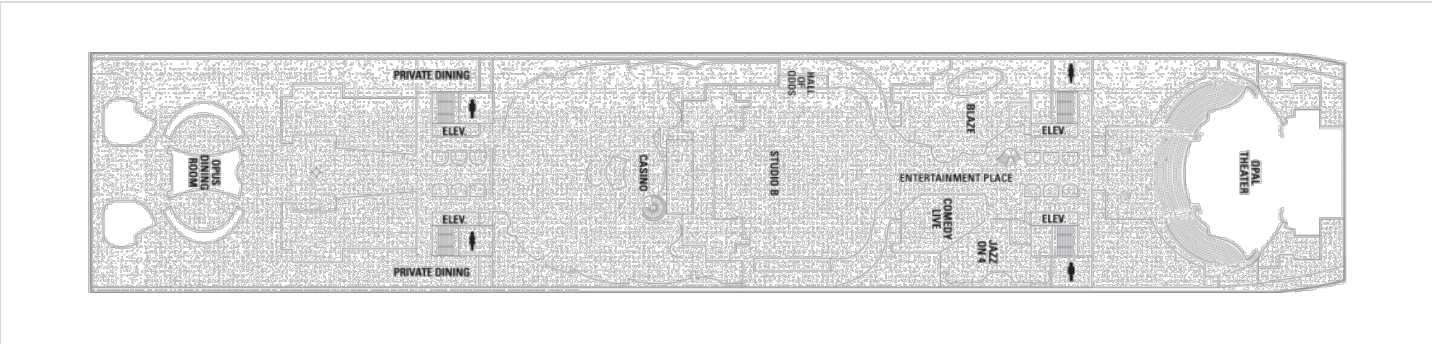 PRIVATE DINING
ELEV.
OPUS
DINING
ROOM
ELEV.
PRIVATE DINING
CASINO
STUDIO B
HALL
OF
ODDS
BLAZE
ELEV.
ENTERTAINMENT PLACE
COMEDY
LIVE
JAZZ
ON 4
ELEV.
OPAL
THEATER